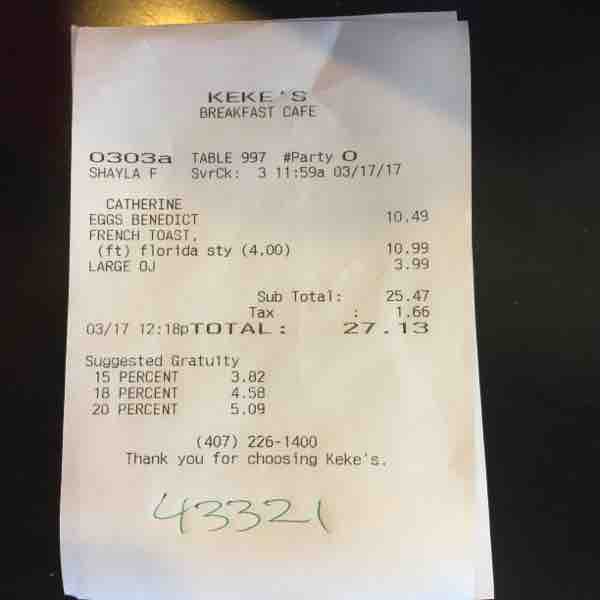 KEKE'S
BREAKFAST CAFE
0303a TABLE 997 #Party 0
SHAYLA F SvrCk: 3 11:59a 03/17/17
CATHERINE
EGGS BENEDICT 10.49
FRENCH TOAST,
(ft) florida sty (4.00) 10.99
LARGE OJ 3.99
Sub Total: 25.47
Tax : 1.66
03/17 12:18p TOTAL: 27.13
Suggested Gratuity
15 PERCENT 3.82
18 PERCENT 4.58
20 PERCENT 5.09
(407) 226-1400
Thank you for choosing Keke's.
43321